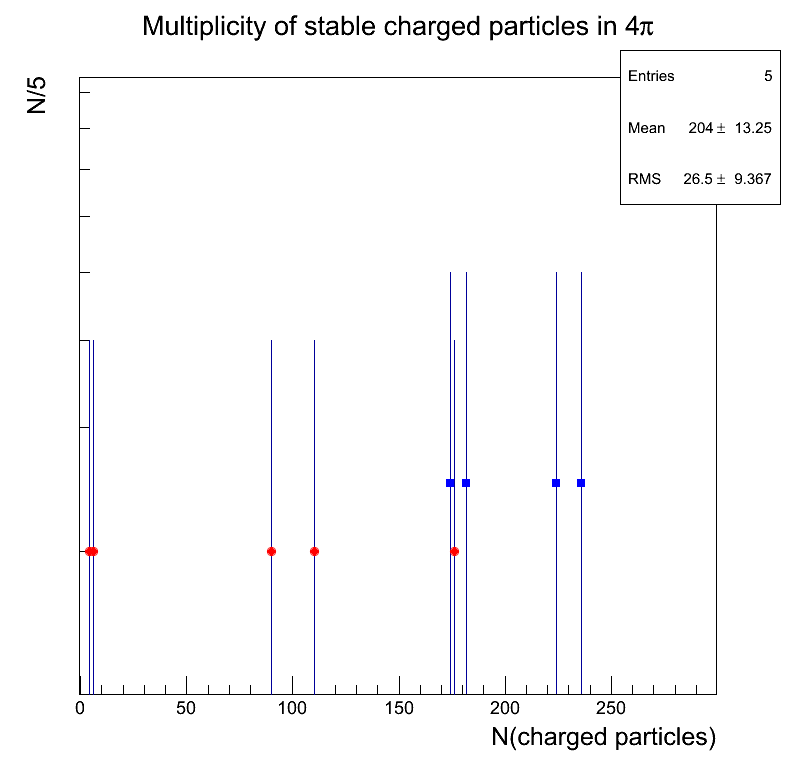 Multiplicity of stable charged particles in 4π
N/5
Entries 5
Mean 204 ± 13.25
RMS 26.5 ± 9.367
0 50 100 150 200 250
N(charged particles)